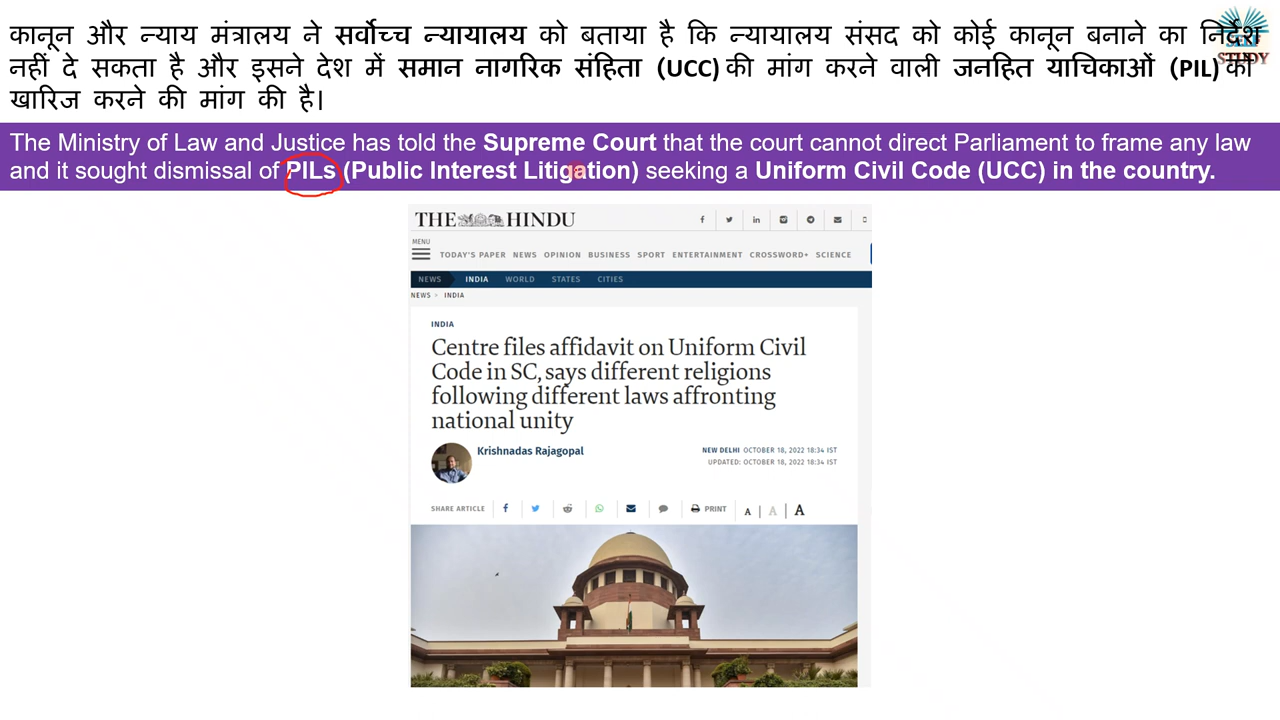 कानून और न्याय मंत्रालय ने सर्वोच्च न्यायालय को बताया है कि न्यायालय संसद को कोई कानून बनाने का निर्देश
नहीं दे सकता है और इसने देश में समान नागरिक संहिता (UCC) की मांग करने वाली जनहित याचिकाओं (PIL) को
खारिज करने की मांग की है।
STUDY
The Ministry of Law and Justice has told the Supreme Court that the court cannot direct Parliament to frame any law
and it sought dismissal of PILs (Public Interest Litigation) seeking a Uniform Civil Code (UCC) in the country.
THE HINDU
MENU
TODAY'S PAPER NEWS OPINION BUSINESS SPORT ENTERTAINMENT CROSSWORD+ SCIENCE
NEWS INDIA WORLD STATES CITIES
NEWS > INDIA
INDIA
Centre files affidavit on Uniform Civil
Code in SC, says different religions
following different laws affronting
national unity
Krishnadas Rajagopal
NEW DELHI OCTOBER 18, 2022 18:34 IST
UPDATED: OCTOBER 18, 2022 18:34 IST
SHARE ARTICLE PRINT A | A | A